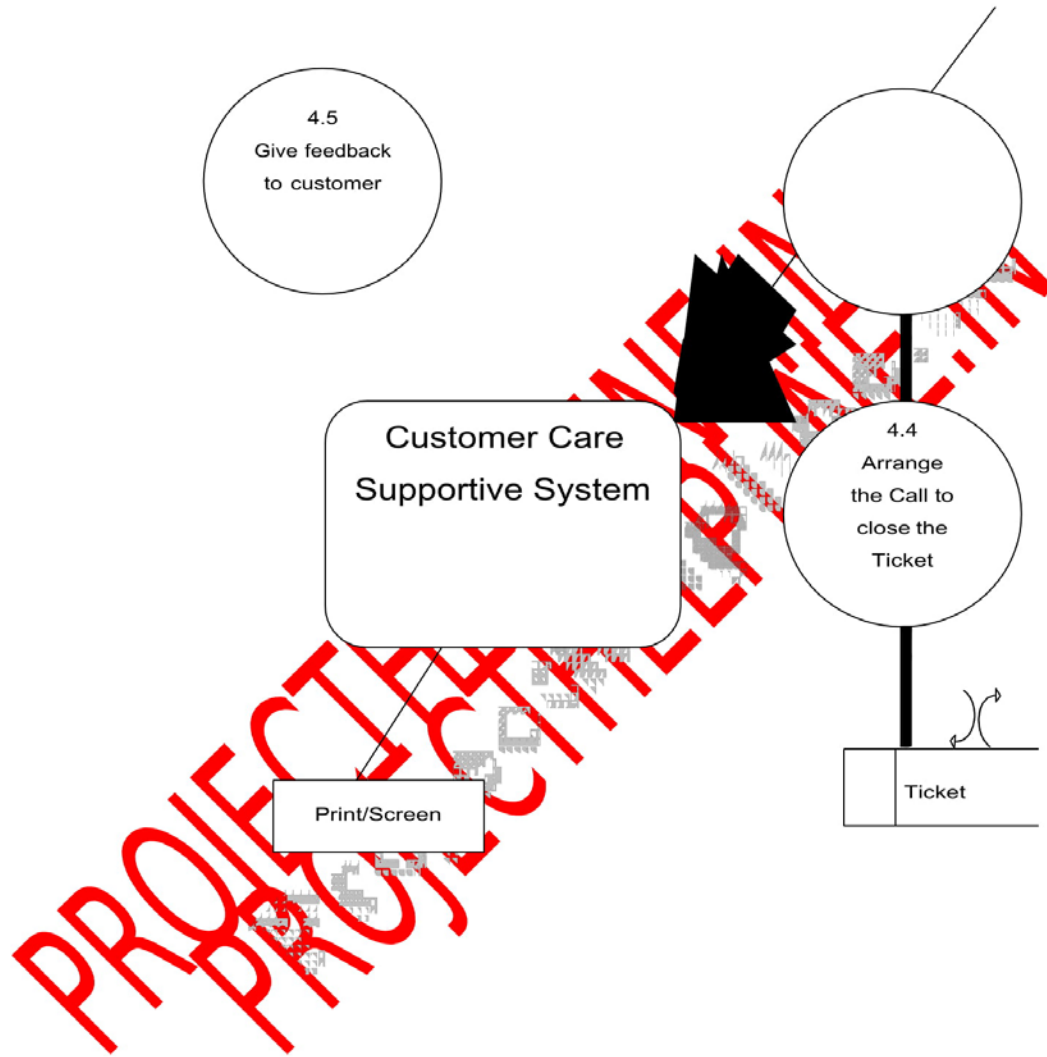 4.5
Give feedback
to customer
Customer Care
Supportive System
4.4
Arrange
the Call to
close the
Ticket
Print/Screen
Ticket